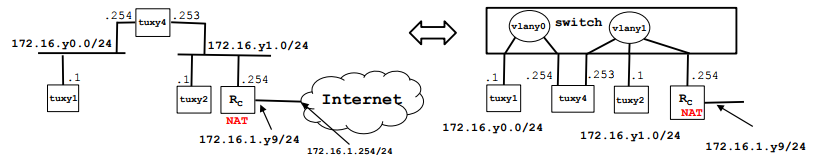 .254
tuxy4
.253
172.16.y0.0/24
172.16.y1.0/24
.1
.1
.254
tuxy1
tuxy2
RC
NAT
Internet
172.16.1.y9/24
172.16.1.254/24
vlany0
switch
vlany1
.1
.254
.253
.1
.254
tuxy1
tuxy4
tuxy2
RC
NAT
172.16.y0.0/24
172.16.y1.0/24
172.16.1.y9/24